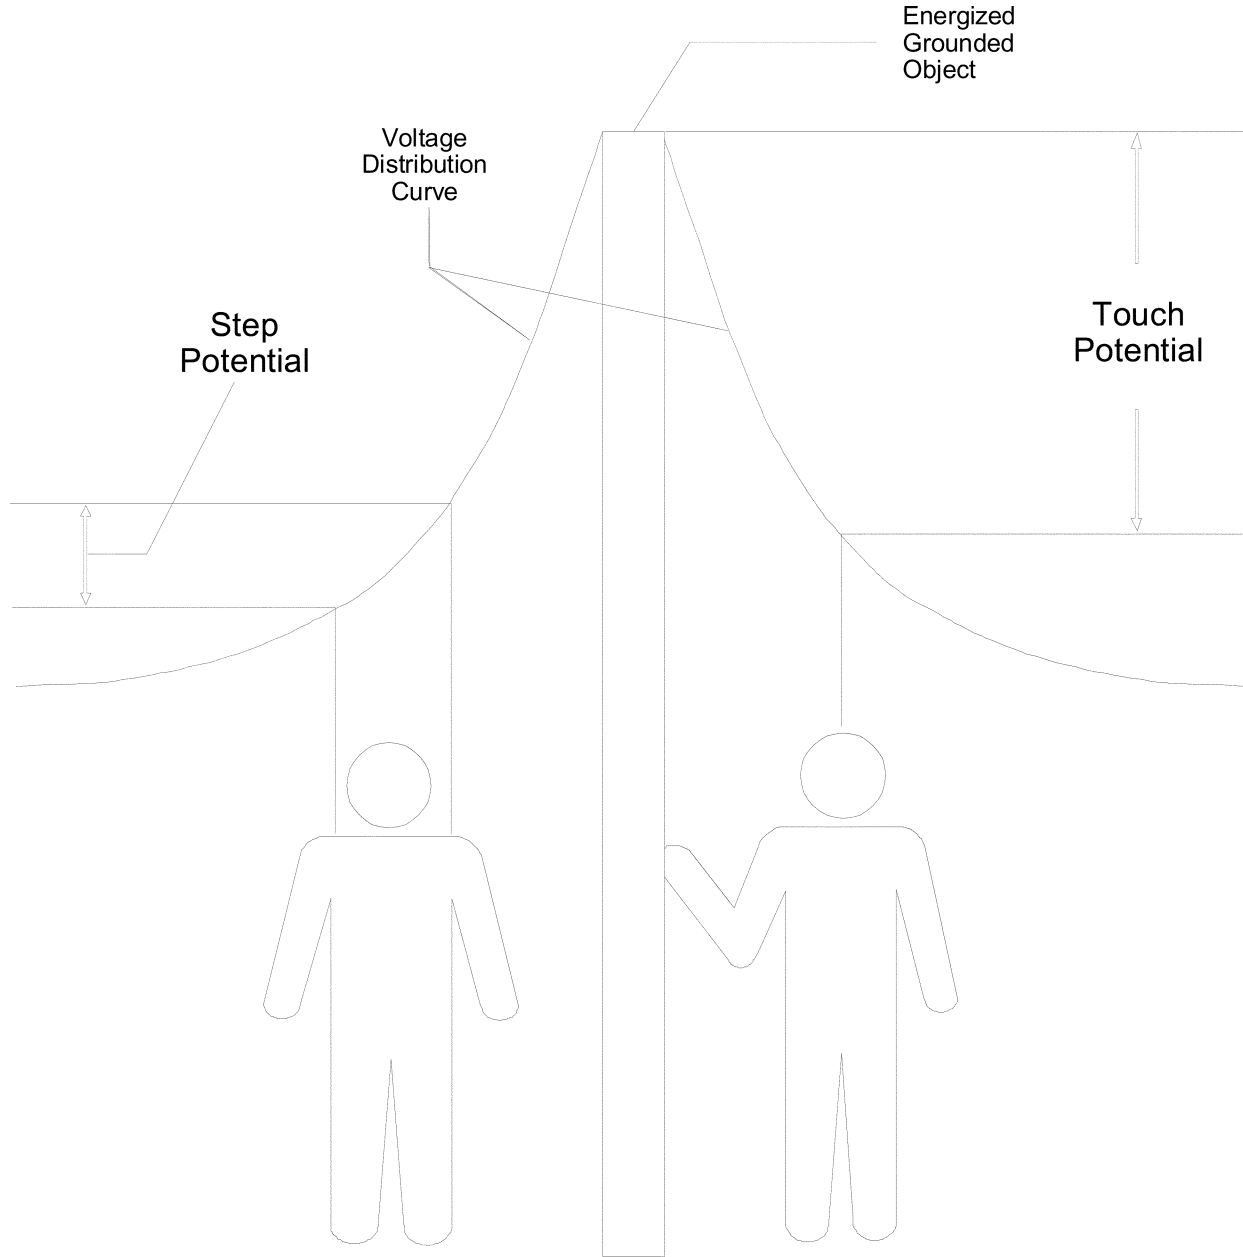 Energized
Grounded
Object
Voltage
Distribution
Curve
Step
Potential
Touch
Potential